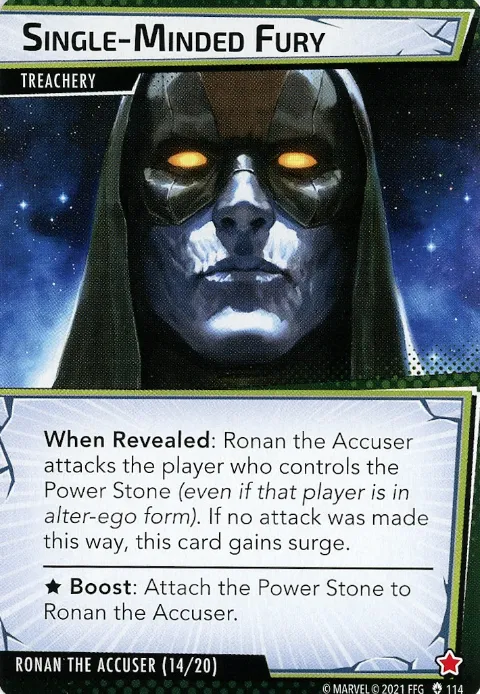 Single-Minded Fury
TREACHERY
When Revealed: Ronan the Accuser
attacks the player who controls the
Power Stone (even if that player is in
alter-ego form). If no attack was made
this way, this card gains surge.
★ Boost: Attach the Power Stone to
Ronan the Accuser.
RONAN THE ACCUSER (14/20)
© MARVEL © 2021 FFG 114